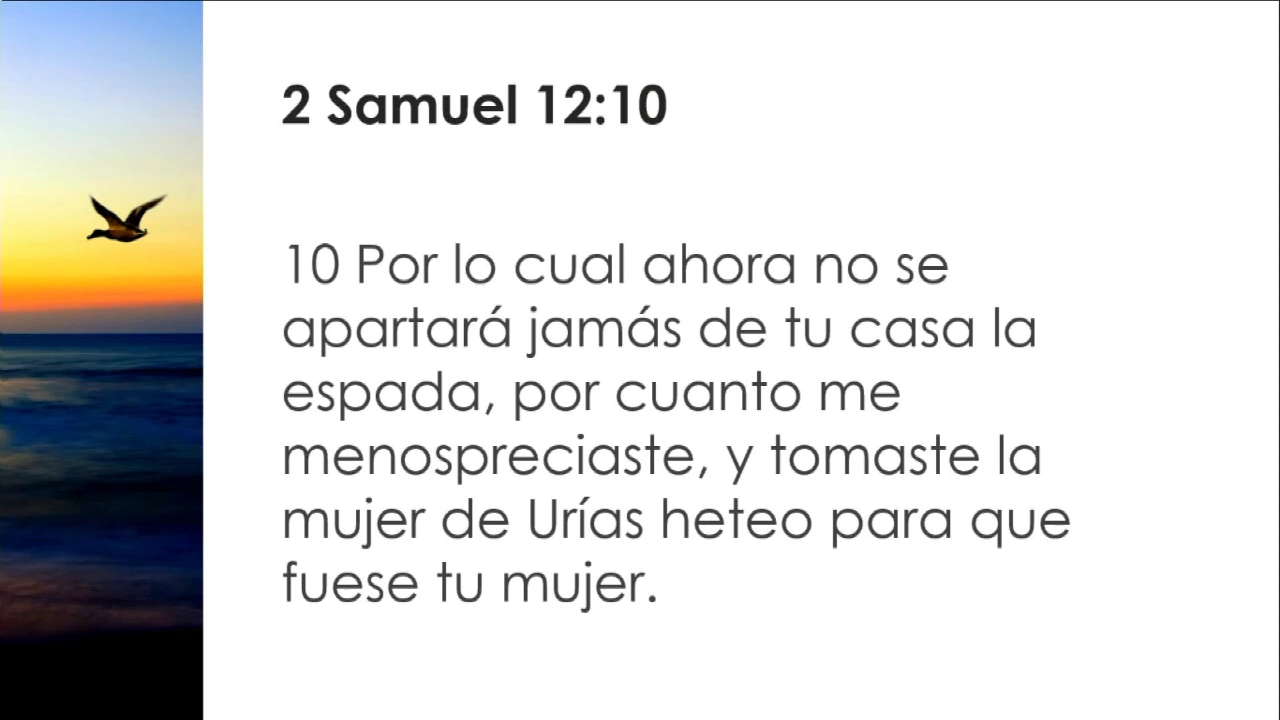 2 Samuel 12:10
10 Por lo cual ahora no se
apartará jamás de tu casa la
espada, por cuanto me
menospreciaste, y tomaste la
mujer de Urías heteo para que
fuese tu mujer.